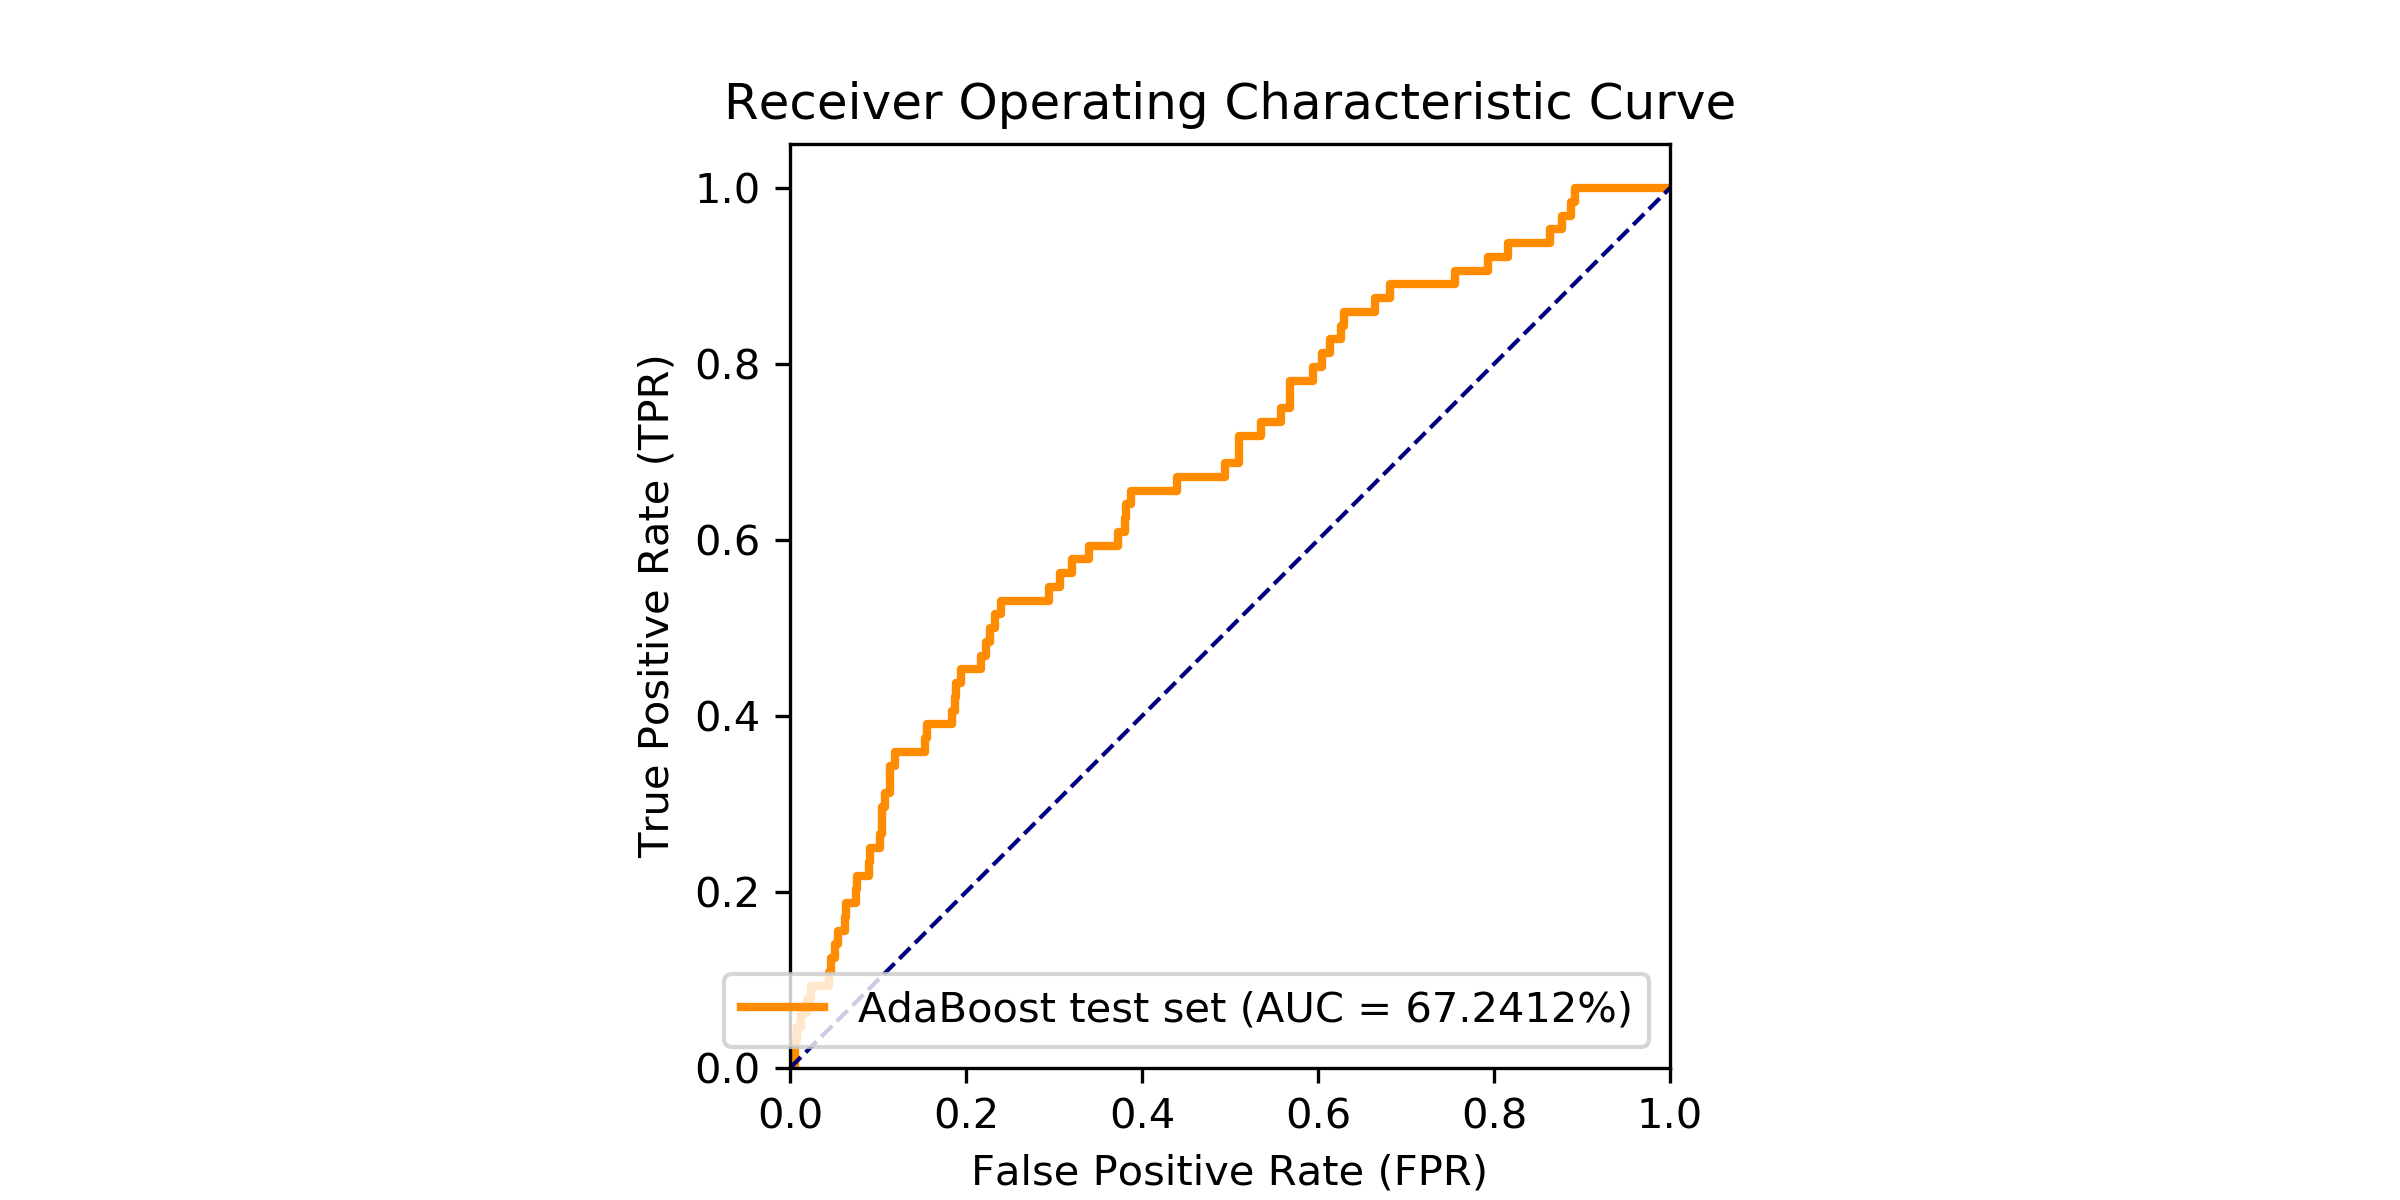 Receiver Operating Characteristic Curve
True Positive Rate (TPR)
1.0
0.8
0.6
0.4
0.2
0.0
AdaBoost test set (AUC = 67.2412%)
0.0 0.2 0.4 0.6 0.8 1.0
False Positive Rate (FPR)